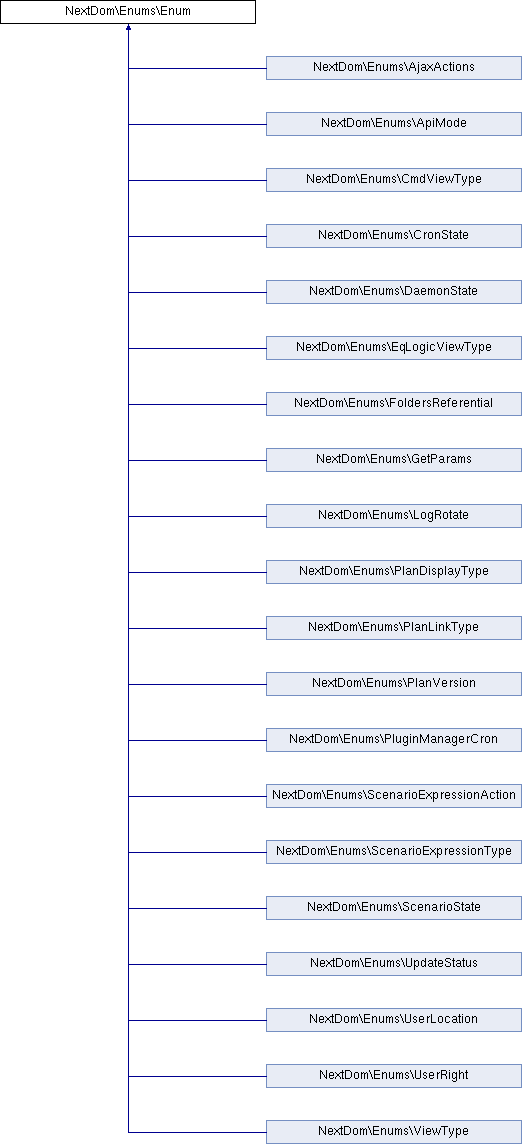 NextDom\Enums\Enum
NextDom\Enums\AjaxActions
NextDom\Enums\ApiMode
NextDom\Enums\CmdViewType
NextDom\Enums\CronState
NextDom\Enums\DaemonState
NextDom\Enums\EqLogicViewType
NextDom\Enums\FoldersReferential
NextDom\Enums\GetParams
NextDom\Enums\LogRotate
NextDom\Enums\PlanDisplayType
NextDom\Enums\PlanLinkType
NextDom\Enums\PlanVersion
NextDom\Enums\PluginManagerCron
NextDom\Enums\ScenarioExpressionAction
NextDom\Enums\ScenarioExpressionType
NextDom\Enums\ScenarioState
NextDom\Enums\UpdateStatus
NextDom\Enums\UserLocation
NextDom\Enums\UserRight
NextDom\Enums\ViewType